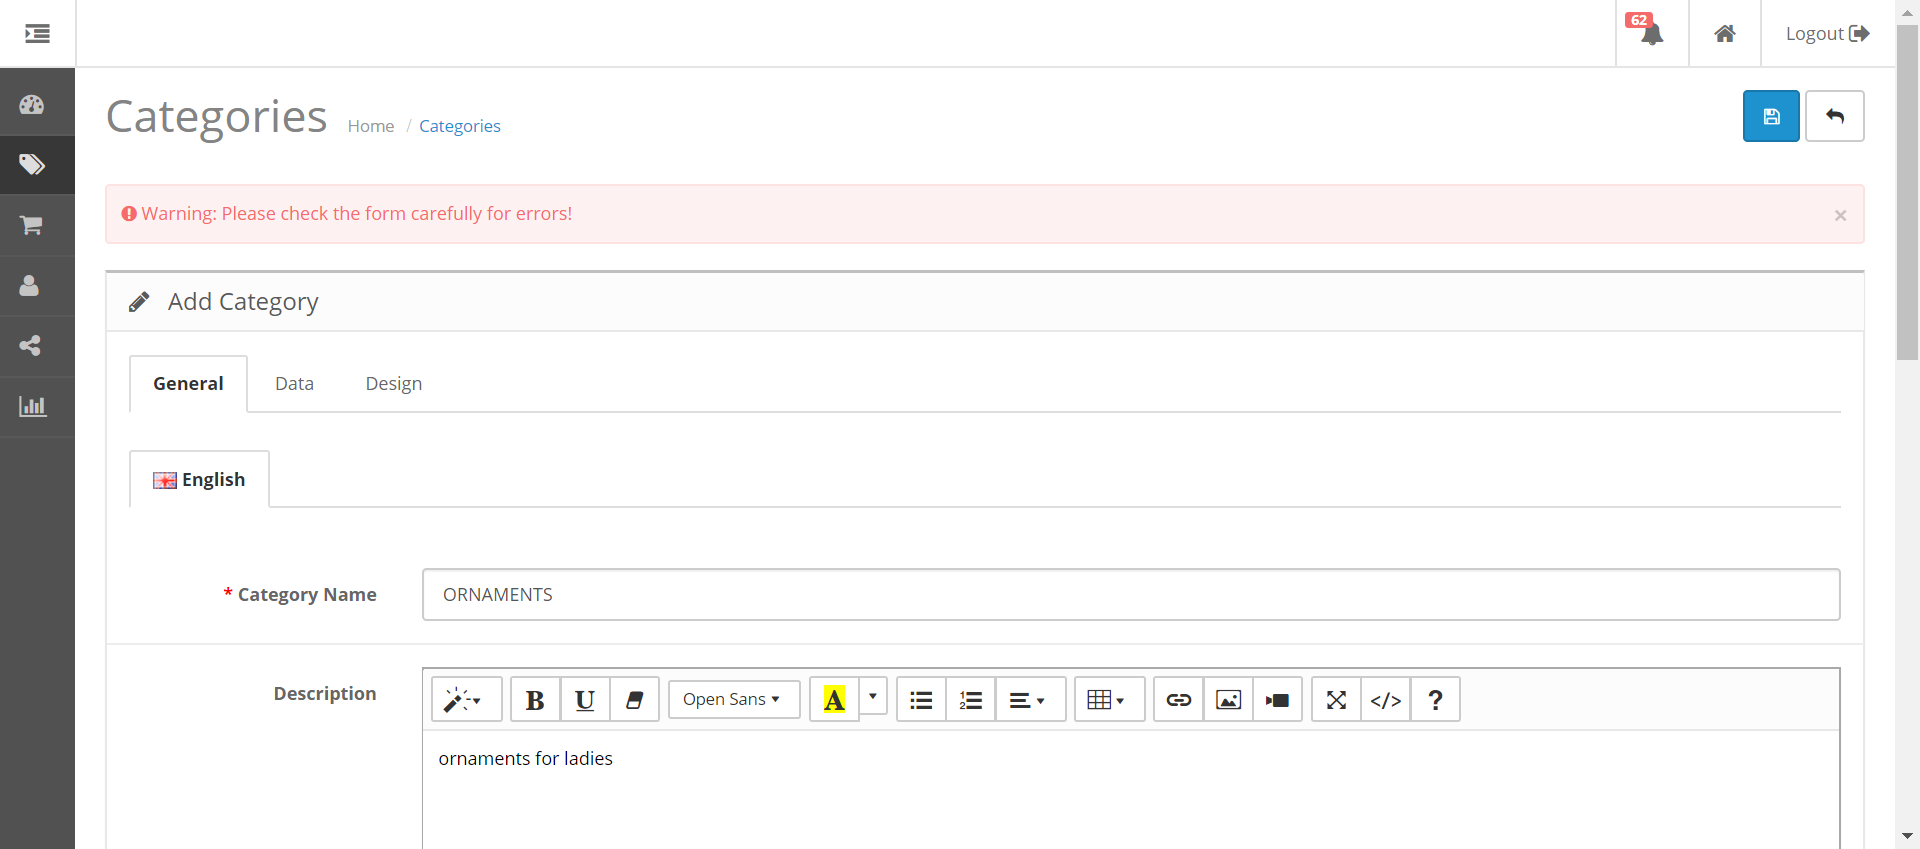 62
Logout
Categories
Home / Categories
Warning: Please check the form carefully for errors!
×
Add Category
General Data Design
English
* Category Name ORNAMENTS
Description
B U Open Sans A </> ?
ornaments for ladies